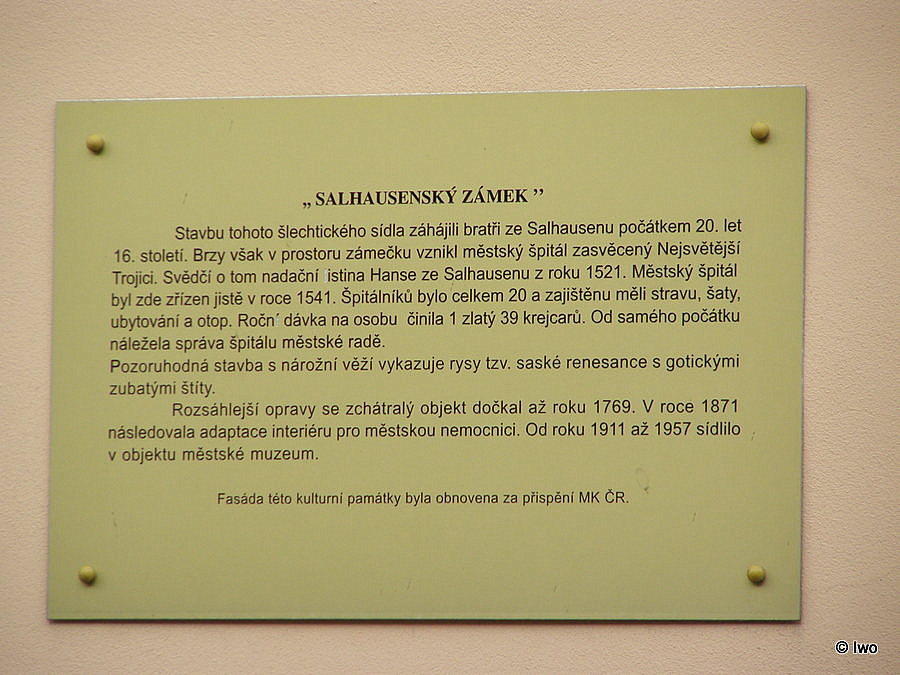 „ SALHAUSENSKÝ ZÁMEK ”
Stavbu tohoto šlechtického sídla záhájili bratři ze Salhausenu počátkem 20. let
16. století. Brzy však v prostoru zámečku vznikl městský špitál zasvěcený Nejsvětější
Trojici. Svědčí o tom nadační listina Hanse ze Salhausenu z roku 1521. Městský špitál
byl zde zřízen jistě v roce 1541. Špitálníků bylo celkem 20 a zajištěnu měli stravu, šaty,
ubytování a otop. Ročn´ dávka na osobu činila 1 zlatý 39 krejcarů. Od samého počátku
náležela správa špitálu městské radě.
Pozoruhodná stavba s nárožní věží vykazuje rysy tzv. saské renesance s gotickými
zubatými štíty.
Rozsáhlejší opravy se zchátralý objekt dočkal až roku 1769. V roce 1871
následovala adaptace interiéru pro městskou nemocnici. Od roku 1911 až 1957 sídlilo
v objektu městské muzeum.
Fasáda této kulturní památky byla obnovena za přispění MK ČR.
© Iwo